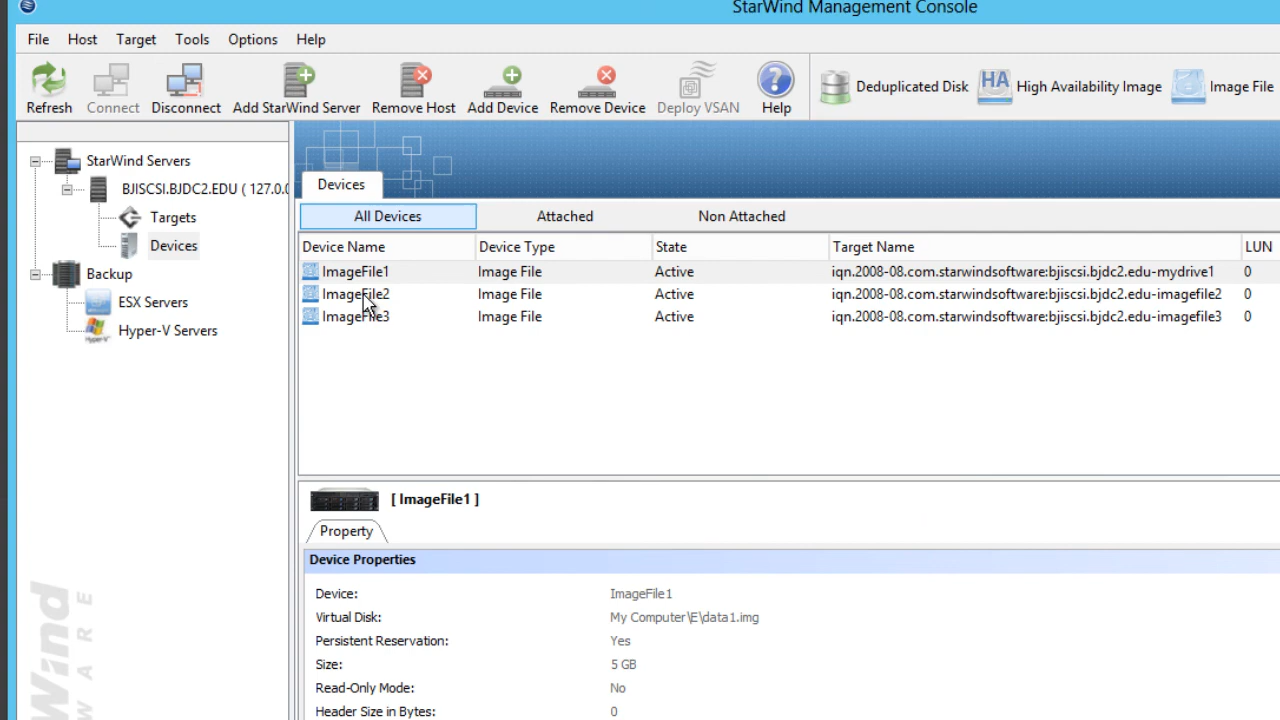 StarWind Management Console
File Host Target Tools Options Help
Refresh Connect Disconnect Add StarWind Server Remove Host Add Device Remove Device Deploy VSAN Help HA Deduplicated Disk High Availability Image Image File
StarWind Servers
BJISCSI.BJDC2.EDU ( 127.0.0
Targets
Devices
Backup
ESX Servers
Hyper-V Servers
Devices
All Devices Attached Non Attached
Device Name Device Type State Target Name LUN
ImageFile1 Image File Active iqn.2008-08.com.starwindsoftware:bjiscsi.bjdc2.edu-mydrive1 0
ImageFile2 Image File Active iqn.2008-08.com.starwindsoftware:bjiscsi.bjdc2.edu-imagefile2 0
ImageFile3 Image File Active iqn.2008-08.com.starwindsoftware:bjiscsi.bjdc2.edu-imagefile3 0
[ ImageFile1 ]
Property
Device Properties
Device: ImageFile1
Virtual Disk: My Computer\E\data1.img
Persistent Reservation: Yes
Size: 5 GB
Read-Only Mode: No
Header Size in Bytes: 0
Wind
WARE